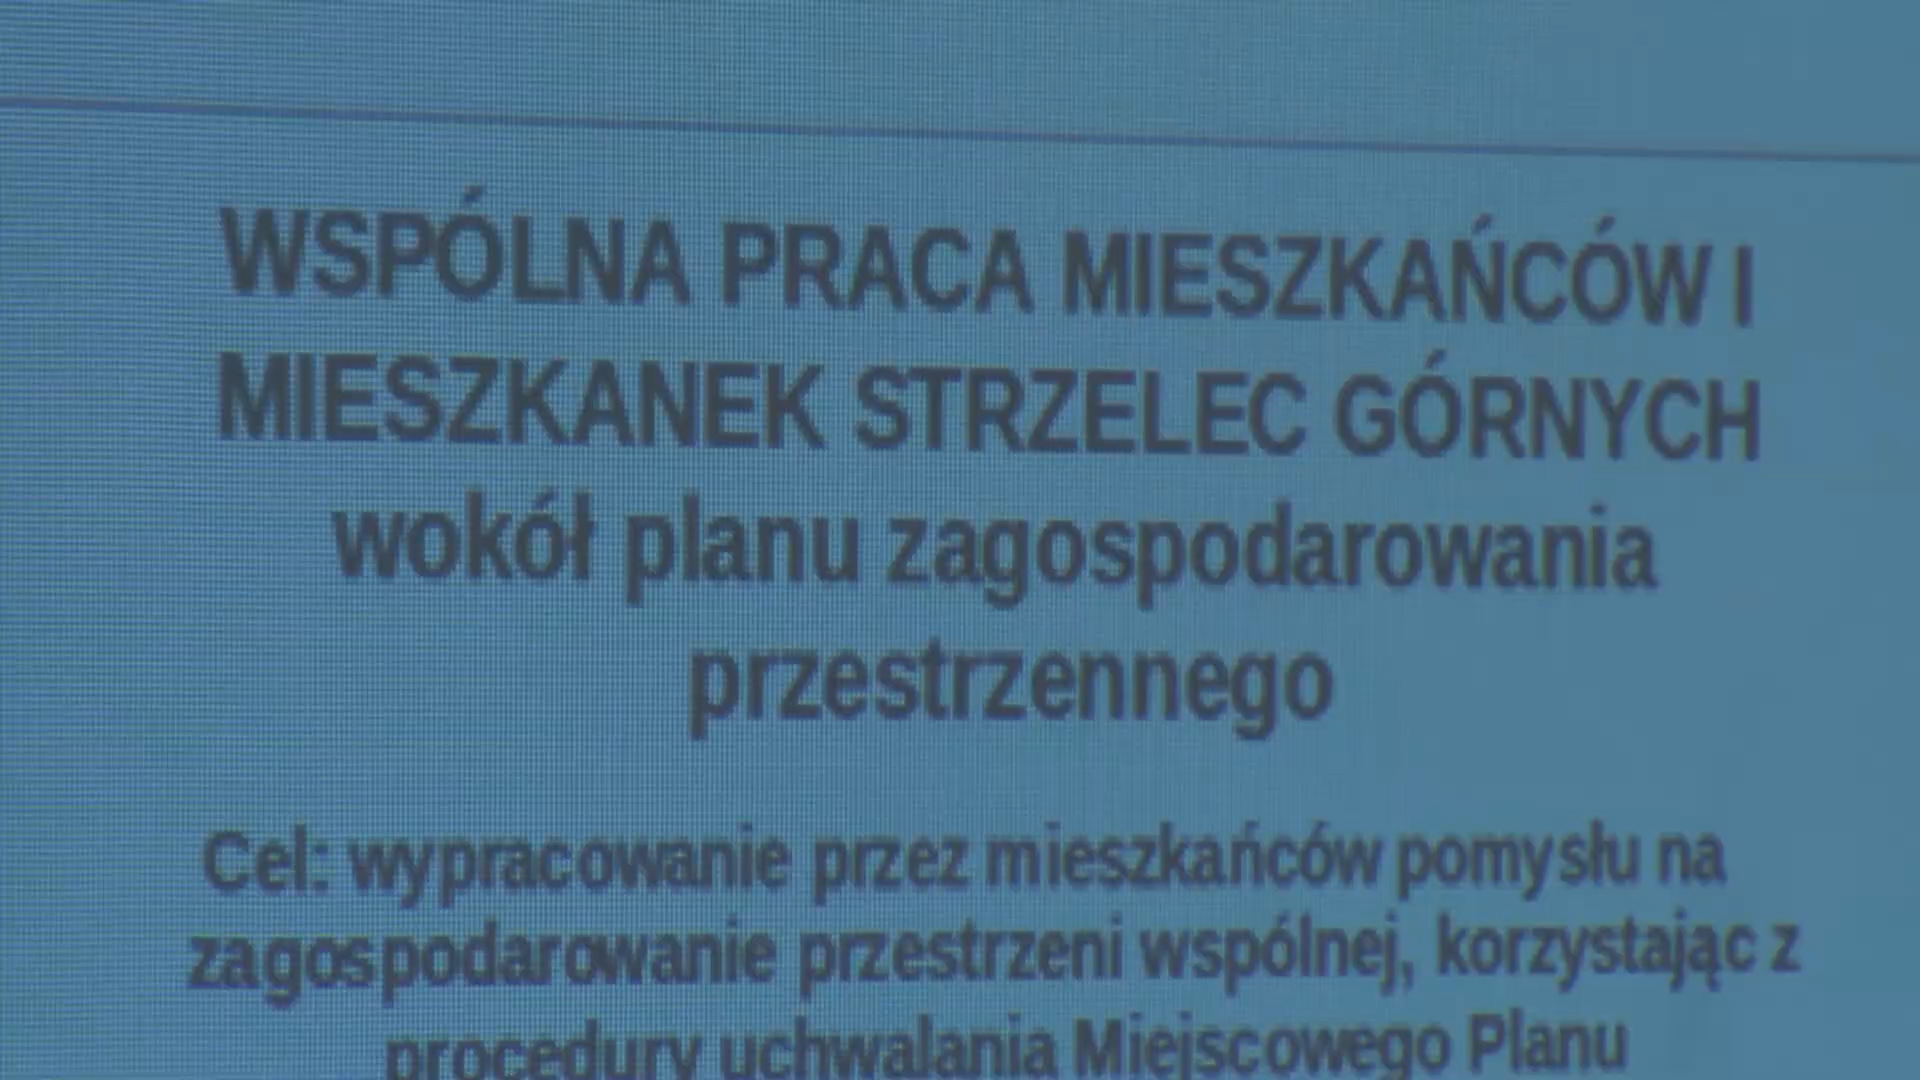 WSPÓLNA PRACA MIESZKAŃCÓW I
MIESZKANEK STRZELEC GÓRNYCH
wokół planu zagospodarowania
przestrzennego
Cel: wypracowanie przez mieszkańców pomysłu na
zagospodarowanie przestrzeni wspólnej, korzystając z
procedury uchwalania Miejscowego Planu